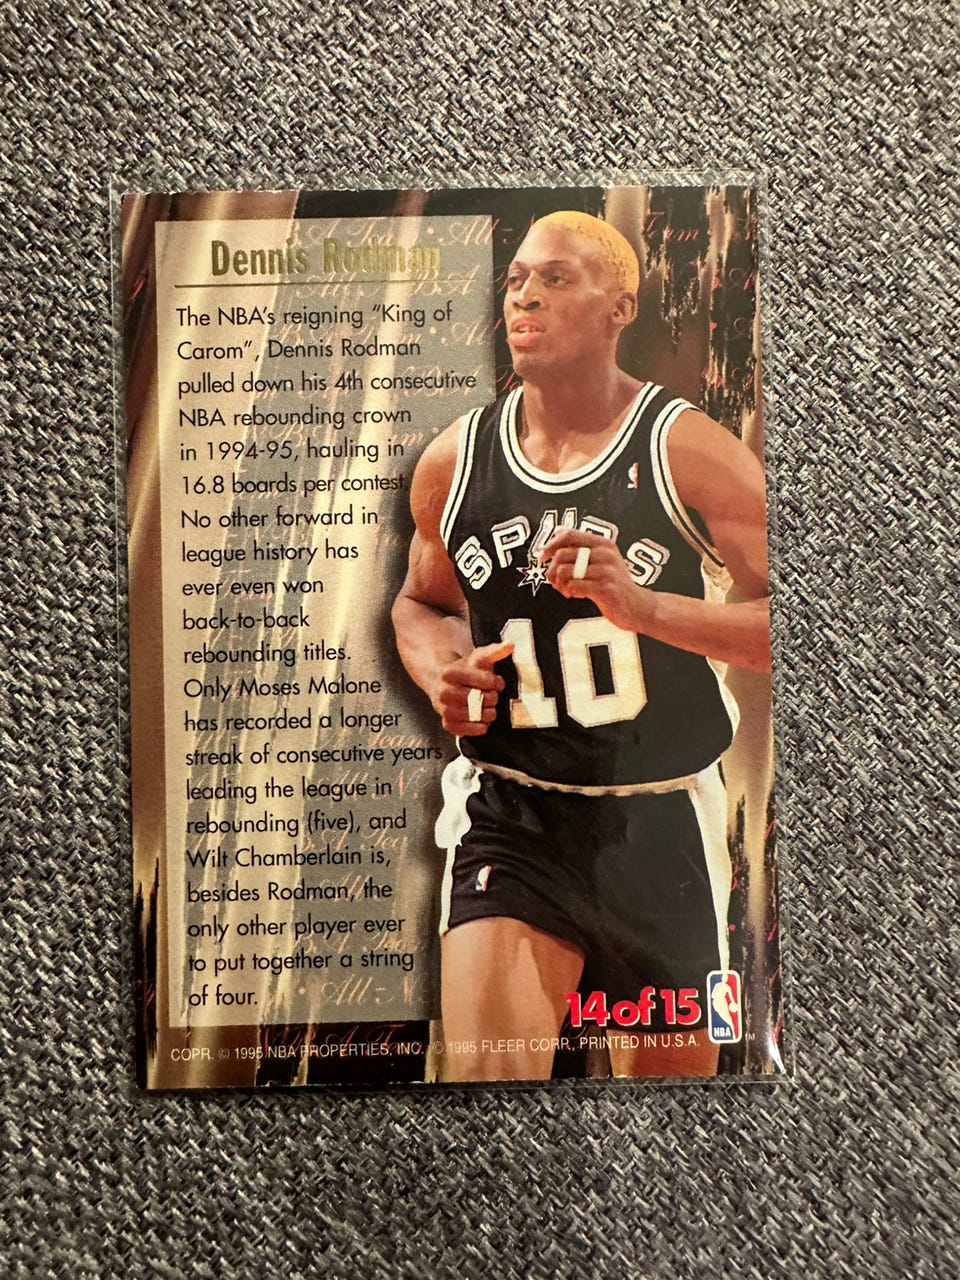 Dennis Rodman
The NBA's reigning "King of
Carom", Dennis Rodman
pulled down his 4th consecutive
NBA rebounding crown
in 1994-95, hauling in
16.8 boards per contest.
No other forward in
league history has
ever even won
back-to-back
rebounding titles.
Only Moses Malone
has recorded a longer
streak of consecutive years
leading the league in
rebounding (five), and
Wilt Chamberlain is,
besides Rodman, the
only other player ever
to put together a string
of four.
SPURS
10
14 of 15
NBA
TM
COPR. © 1995 NBA PROPERTIES, INC. © 1995 FLEER CORP., PRINTED IN U.S.A.